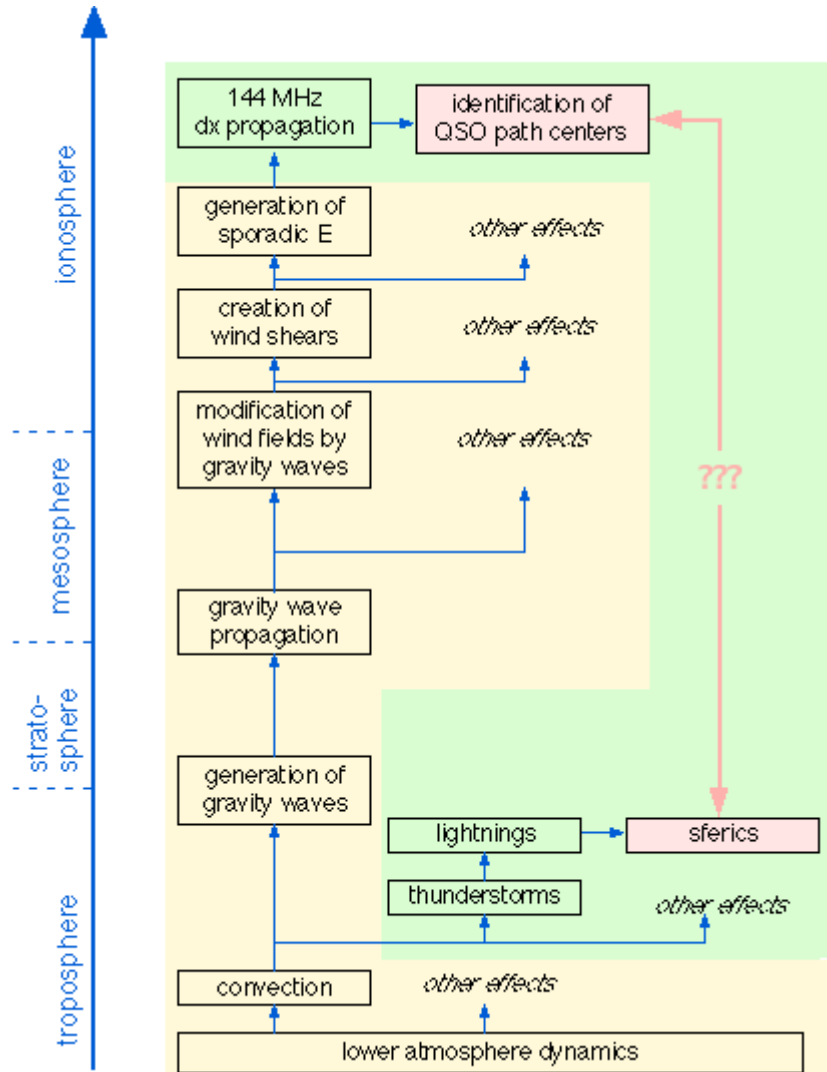 144 MHz
dx propagation
identification of
QSO path centers
ionosphere
generation of
sporadic E
other effects
creation of
wind shears
other effects
modification of
wind fields by
gravity waves
other effects
???
mesosphere
gravity wave
propagation
strato-
sphere
generation of
gravity waves
lightnings
sferics
thunderstorms
other effects
troposphere
convection
other effects
lower atmosphere dynamics